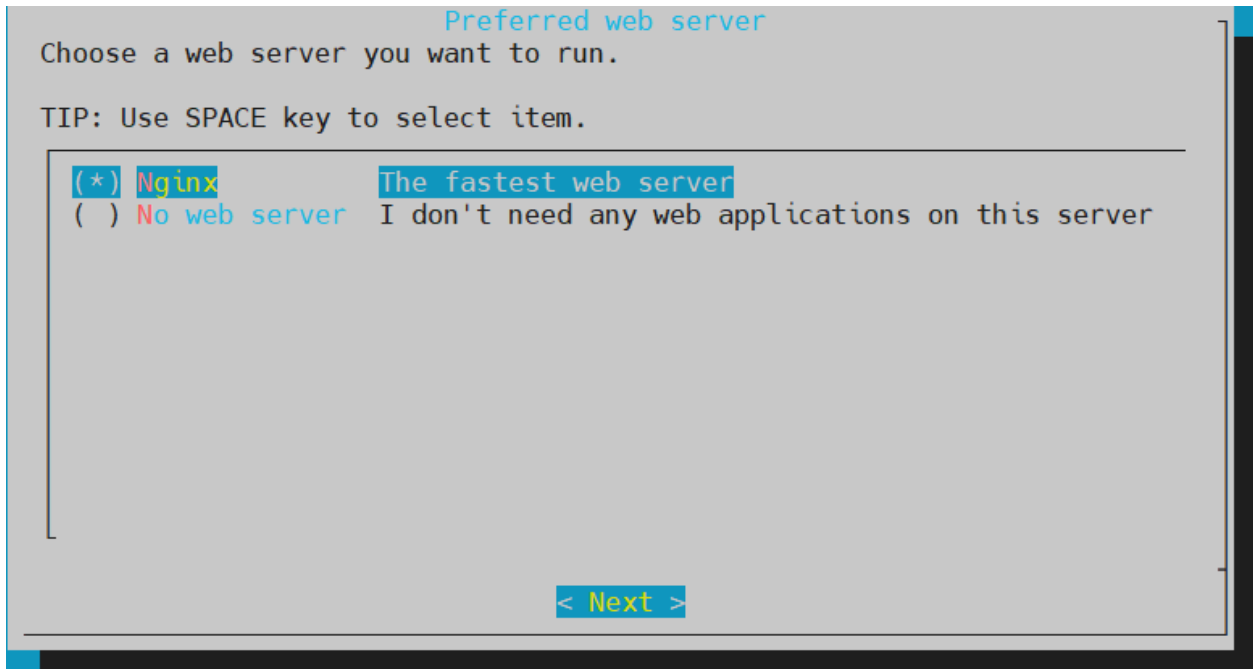 Preferred web server
Choose a web server you want to run.
TIP: Use SPACE key to select item.
(*) Nginx The fastest web server
( ) No web server I don't need any web applications on this server
< Next >